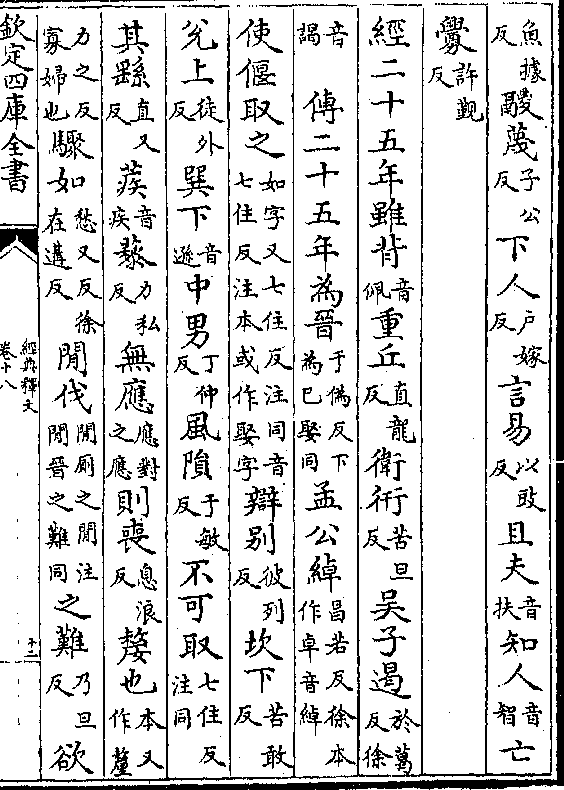 魚據反鬷蔑子公反下人戶嫁反言易以豉反且夫音扶知人音智亡
釁許覲反
經二十五年雖背音佩重丘直龍反衛衎苦旦反吳子遏於葛反徐
音謁傳二十五年為晉于偽反下為已娶同孟公綽昌若反徐本作卓音綽
使偃取之如字又七住反注同音七住反注本或作娶字辯别彼列反坎下苦敢反
兌上徒外反巽下音遜中男丁仲反風隕于敏反不可取七住反注同
其繇直又反蒺音疾蔾力私反無應應對之應則喪息浪反嫠也本又作釐
力之反寡婦也驟如愁又反徐在遘反閒伐閒厠之閒注閒晉之難同之難乃旦反欲
欽定四庫全書
經典釋文
卷十八
十二